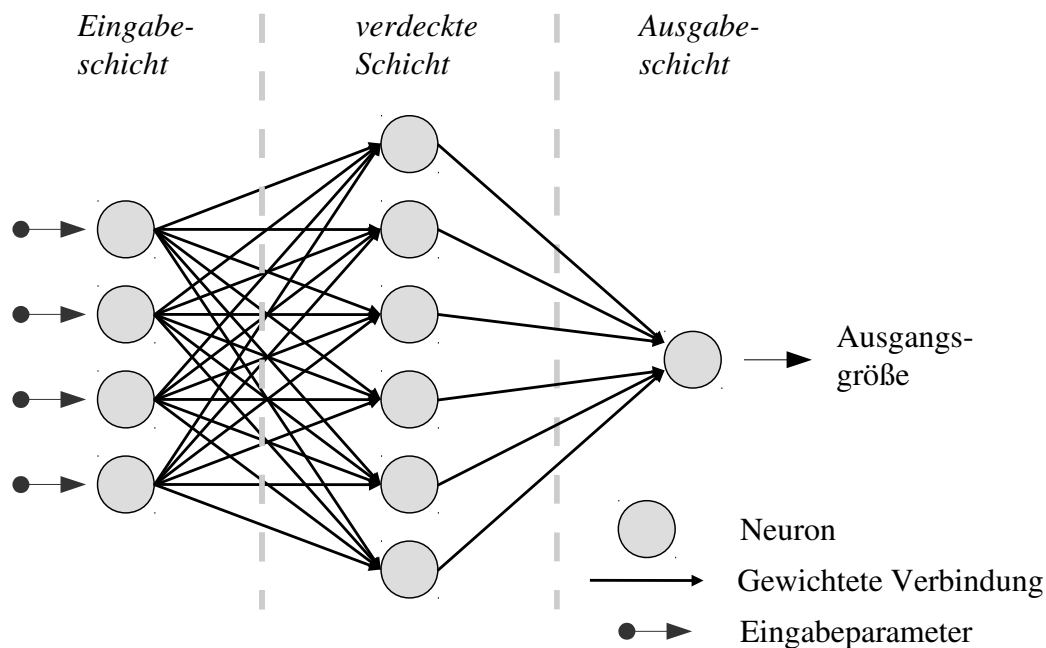 Eingabe-
schicht
verdeckte
Schicht
Ausgabe-
schicht
Ausgangs-
größe
Neuron
Gewichtete Verbindung
Eingabeparameter